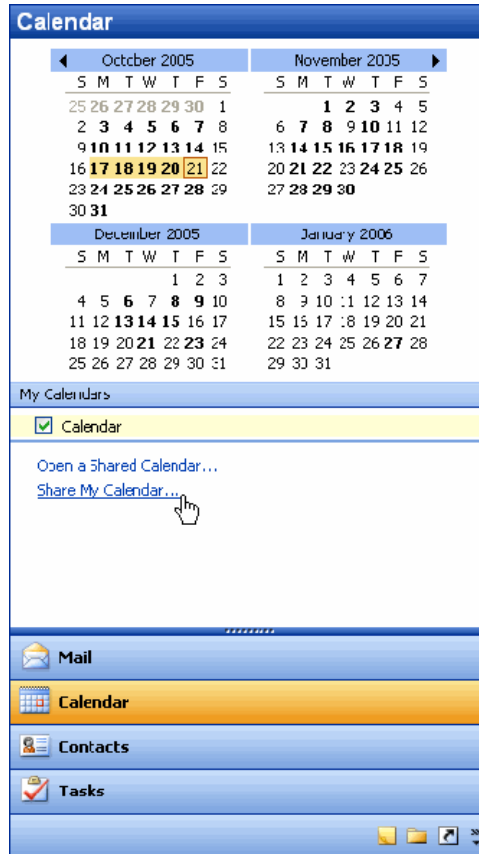 Calendar
October 2005 November 2005
S M T W T F S S M T W T F S
25 26 27 28 29 30 1 1 2 3 4 5
2 3 4 5 6 7 8 6 7 8 9 10 11 12
9 10 11 12 13 14 15 13 14 15 16 17 18 19
16 17 18 19 20 21 22 20 21 22 23 24 25 26
23 24 25 26 27 28 29 27 28 29 30
30 31
December 2005 January 2006
S M T W T F S S M T W T F S
1 2 3 1 2 3 4 5 6 7
4 5 6 7 8 9 10 8 9 10 11 12 13 14
11 12 13 14 15 16 17 15 16 17 18 19 20 21
18 19 20 21 22 23 24 22 23 24 25 26 27 28
25 26 27 28 29 30 31 29 30 31
My Calendars
Calendar
Open a Shared Calendar...
Share My Calendar...
Mail
Calendar
Contacts
Tasks